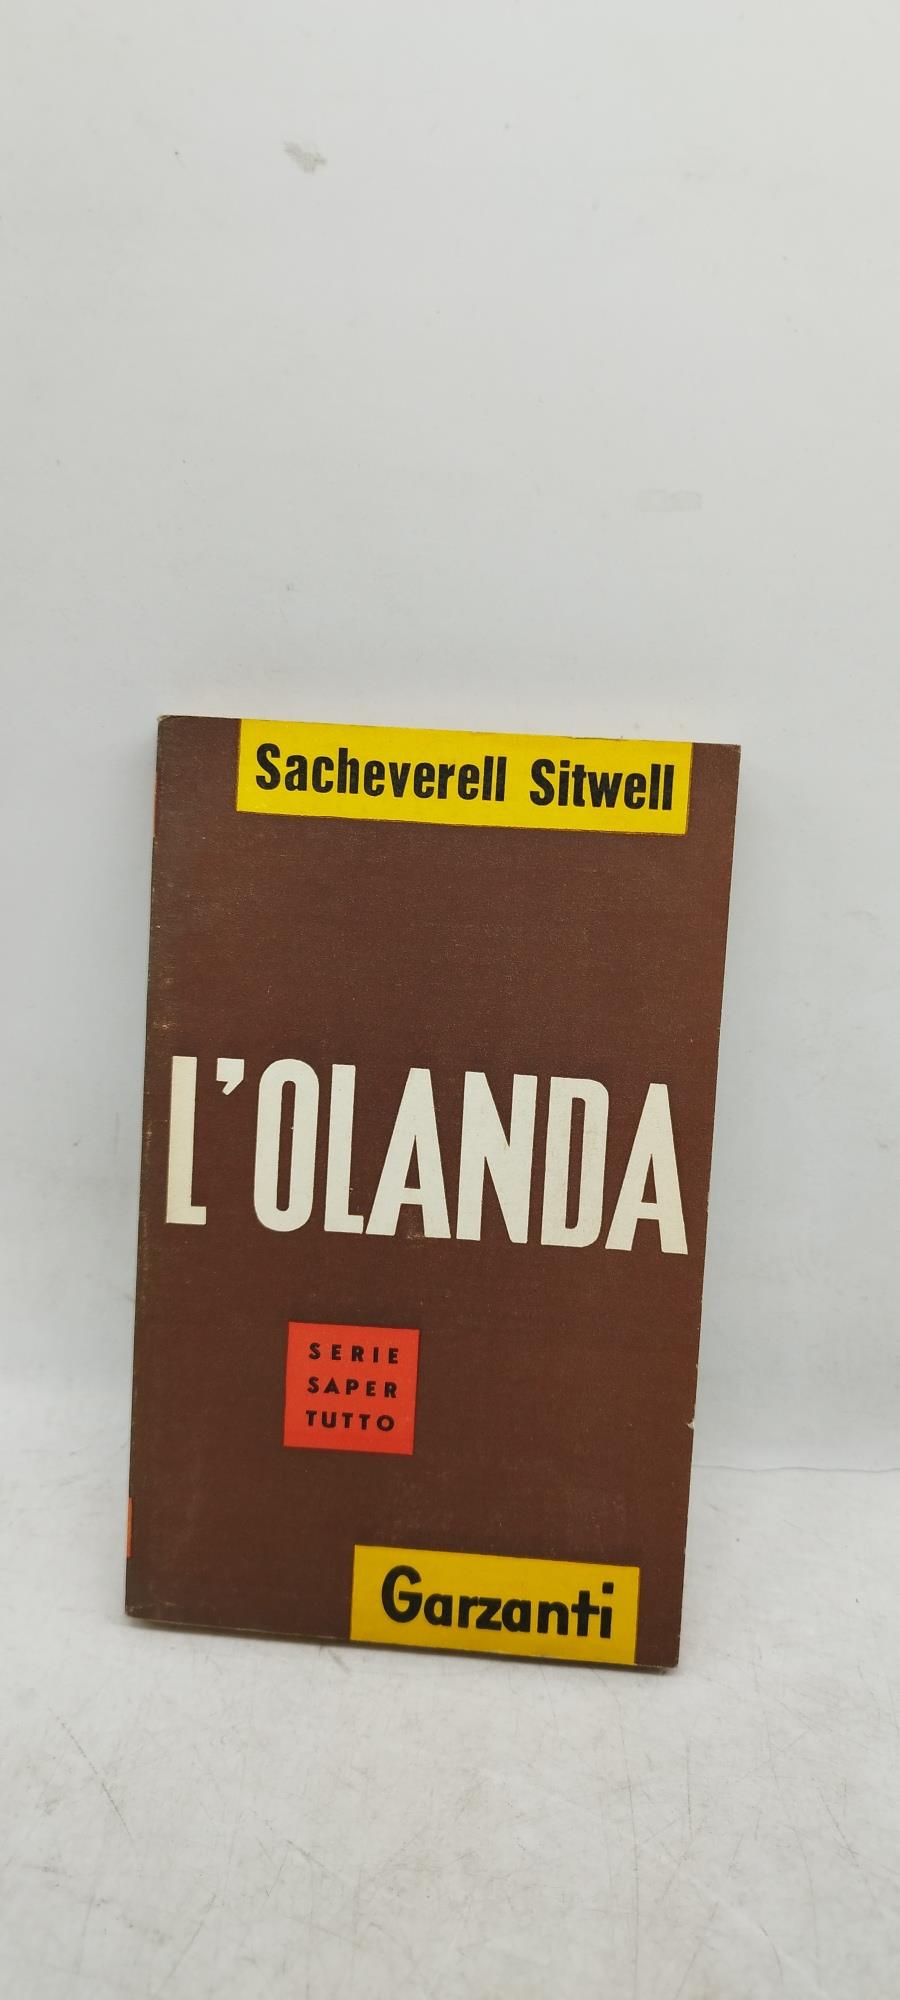 Sacheverell Sitwell
L'OLANDA
SERIE
SAPER
TUTTO
Garzanti